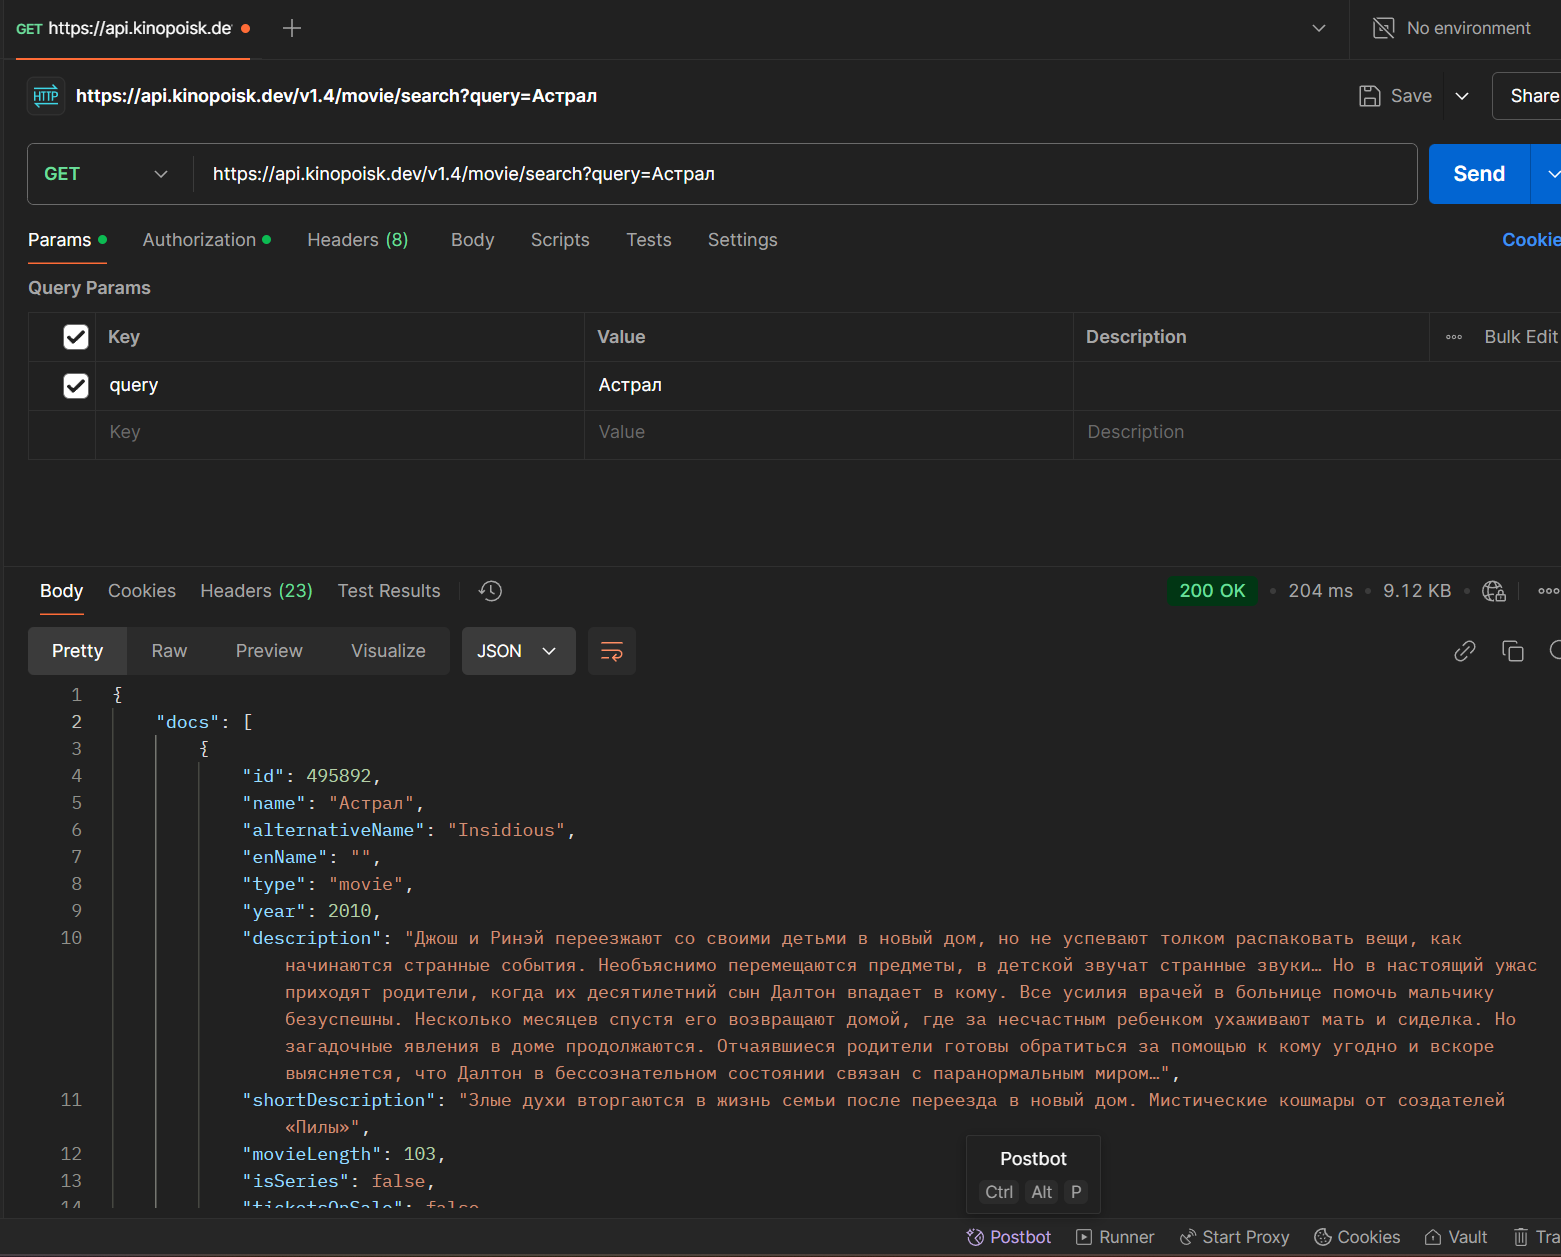 GET https://api.kinopoisk.de
No environment
HTTP https://api.kinopoisk.dev/v1.4/movie/search?query=Астрал
Save
Share
GET
https://api.kinopoisk.dev/v1.4/movie/search?query=Астрал
Send
Params Authorization Headers (8) Body Scripts Tests Settings
Cookie
Query Params
Key Value Description Bulk Edit
query Астрал
Key Value Description
Body Cookies Headers (23) Test Results
200 OK 204 ms 9.12 KB
Pretty Raw Preview Visualize JSON
1 {
2 "docs": [
3 {
4 "id": 495892,
5 "name": "Астрал",
6 "alternativeName": "Insidious",
7 "enName": "",
8 "type": "movie",
9 "year": 2010,
10 "description": "Джош и Ринэй переезжают со своими детьми в новый дом, но не успевают толком распаковать вещи, как
начинаются странные события. Необъяснимо перемещаются предметы, в детской звучат странные звуки… Но в настоящий ужас
приходят родители, когда их десятилетний сын Далтон впадает в кому. Все усилия врачей в больнице помочь мальчику
безуспешны. Несколько месяцев спустя его возвращают домой, где за несчастным ребенком ухаживают мать и сиделка. Но
загадочные явления в доме продолжаются. Отчаявшиеся родители готовы обратиться за помощью к кому угодно и вскоре
выясняется, что Далтон в бессознательном состоянии связан с паранормальным миром…",
11 "shortDescription": "Злые духи вторгаются в жизнь семьи после переезда в новый дом. Мистические кошмары от создателей
«Пилы»",
12 "movieLength": 103,
13 "isSeries": false,
14 "ticketsOnSale": false
Postbot
Ctrl Alt P
Postbot Runner Start Proxy Cookies Vault Tra